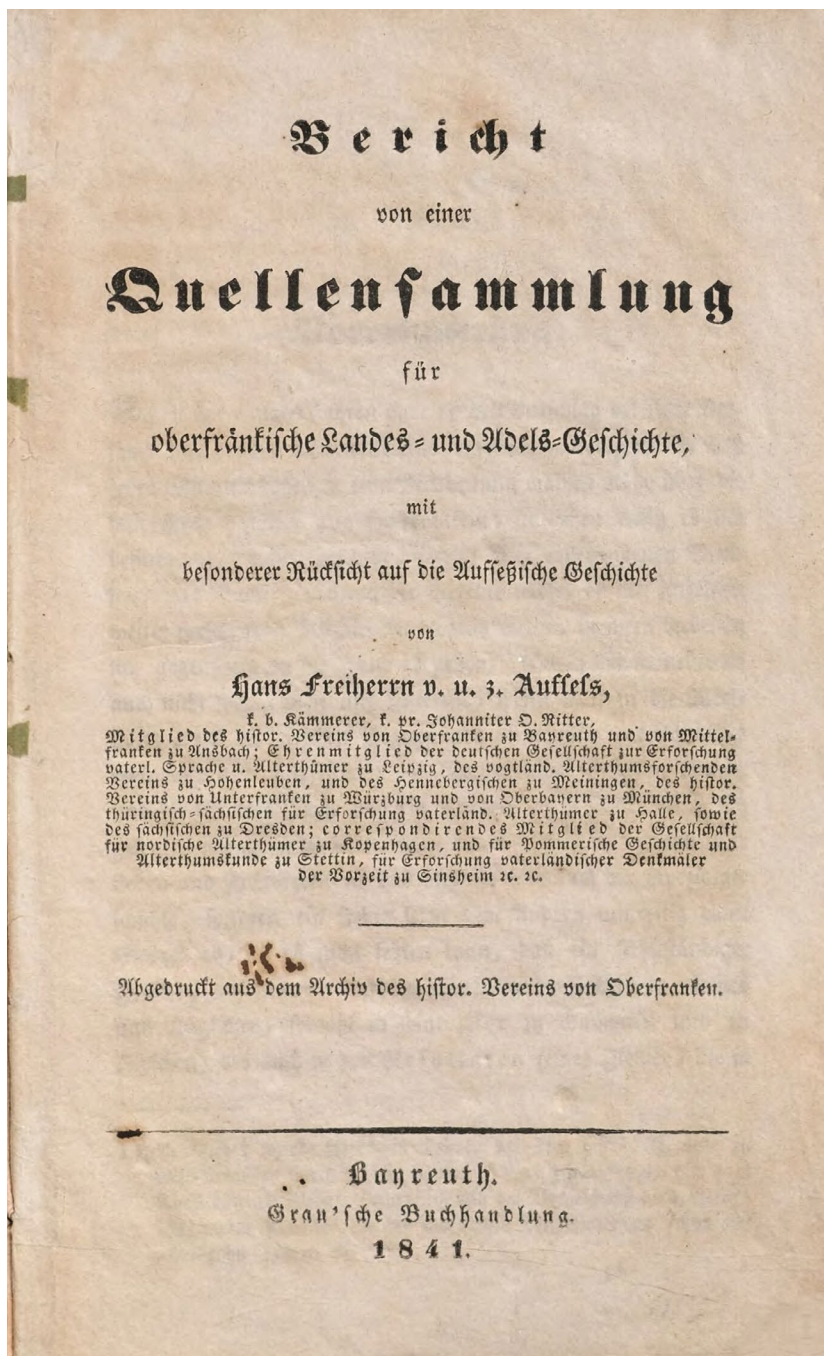 Bericht
von einer
Quellensammlung
für
oberfränkische Landes- und Adels-Geschichte,
mit
besonderer Rücksicht auf die Aufseßische Geschichte
von
Hans Freiherrn v. u. z. Aufsess,
k. b. Kämmerer, k. pr. Johanniter O. Ritter,
Mitglied des histor. Vereins von Oberfranken zu Bayreuth und von Mittel-
franken zu Ansbach; Ehrenmitglied der deutschen Gesellschaft zur Erforschung
vaterl. Sprache u. Alterthümer zu Leipzig, des vogtländ. Alterthumsforschenden
Vereins zu Hohenleuben, und des Hennebergischen zu Meiningen, des histor.
Vereins von Unterfranken zu Würzburg und von Oberbayern zu München, des
thüringisch-sächsischen für Erforschung vaterländ. Alterthümer zu Halle, sowie
des sächsischen zu Dresden; correspondirendes Mitglied der Gesellschaft
für nordische Alterthümer zu Kopenhagen, und für Pommerische Geschichte und
Alterthumskunde zu Stettin, für Erforschung vaterländischer Denkmäler
der Vorzeit zu Sinsheim ꝛc. ꝛc.
Abgedruckt aus dem Archiv des histor. Vereins von Oberfranken.
Bayreuth.
Grau'sche Buchhandlung.
1841.